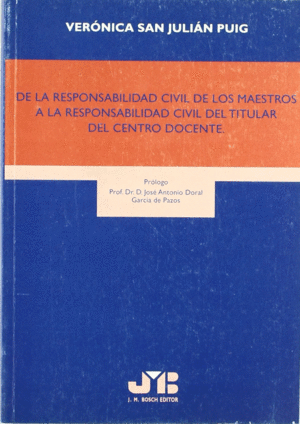 VERÓNICA SAN JULIÁN PUIG
DE LA RESPONSABILIDAD CIVIL DE LOS MAESTROS
A LA RESPONSABILIDAD CIVIL DEL TITULAR
DEL CENTRO DOCENTE.
Prólogo
Prof. Dr. D. José Antonio Doral
García de Pazos
JMB
J. M. BOSCH EDITOR